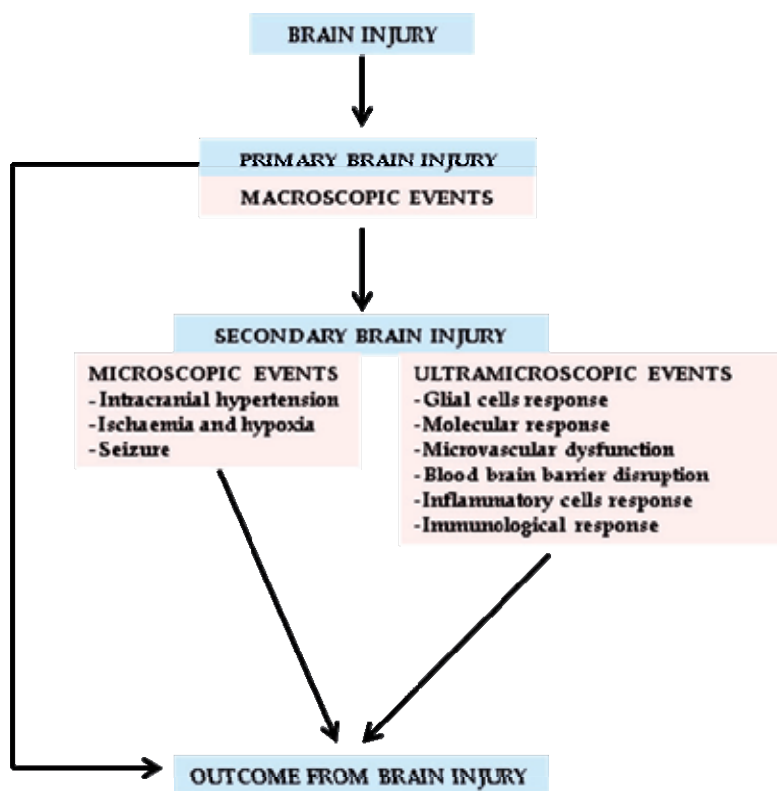 BRAIN INJURY
PRIMARY BRAIN INJURY
MACROSCOPIC EVENTS
SECONDARY BRAIN INJURY
MICROSCOPIC EVENTS
-Intracranial hypertension
-Ischaemia and hypoxia
-Seizure
ULTRAMICROSCOPIC EVENTS
-Glial cells response
-Molecular response
-Microvascular dysfunction
-Blood brain barrier disruption
-Inflammatory cells response
-Immunological response
OUTCOME FROM BRAIN INJURY